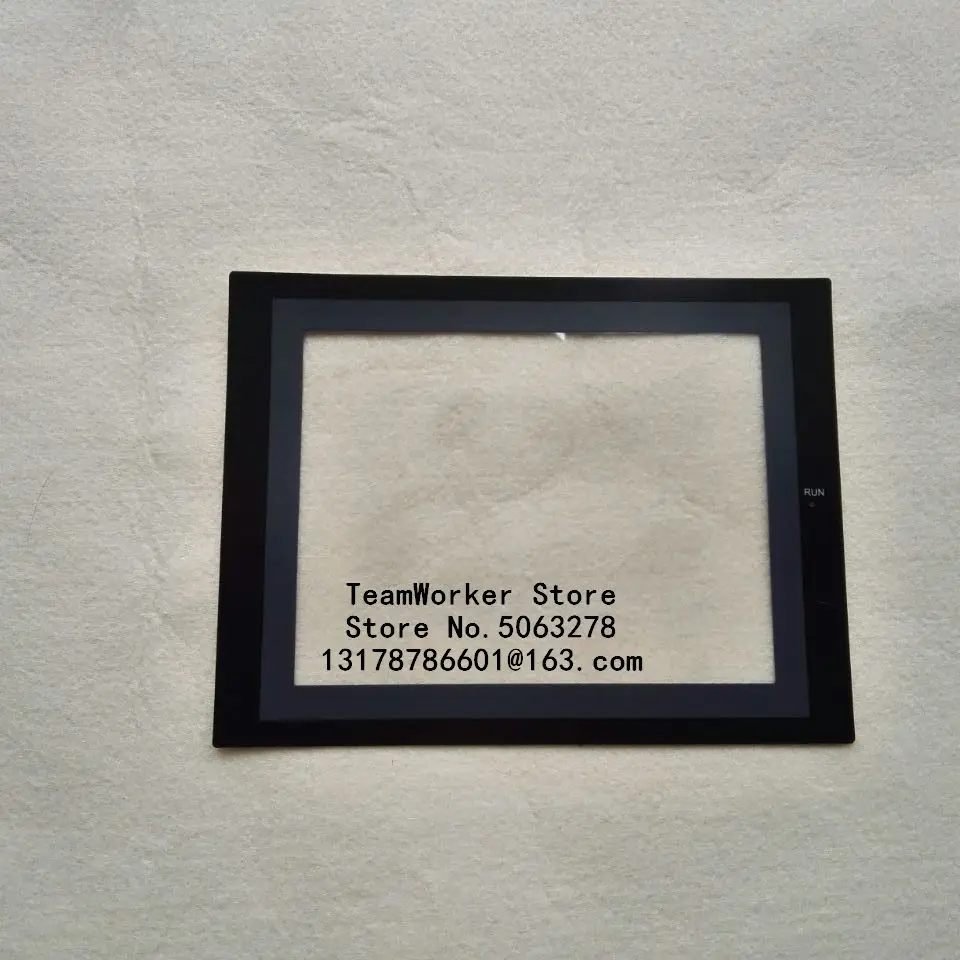 RUN
TeamWorker Store
Store No.5063278
13178786601@163.com